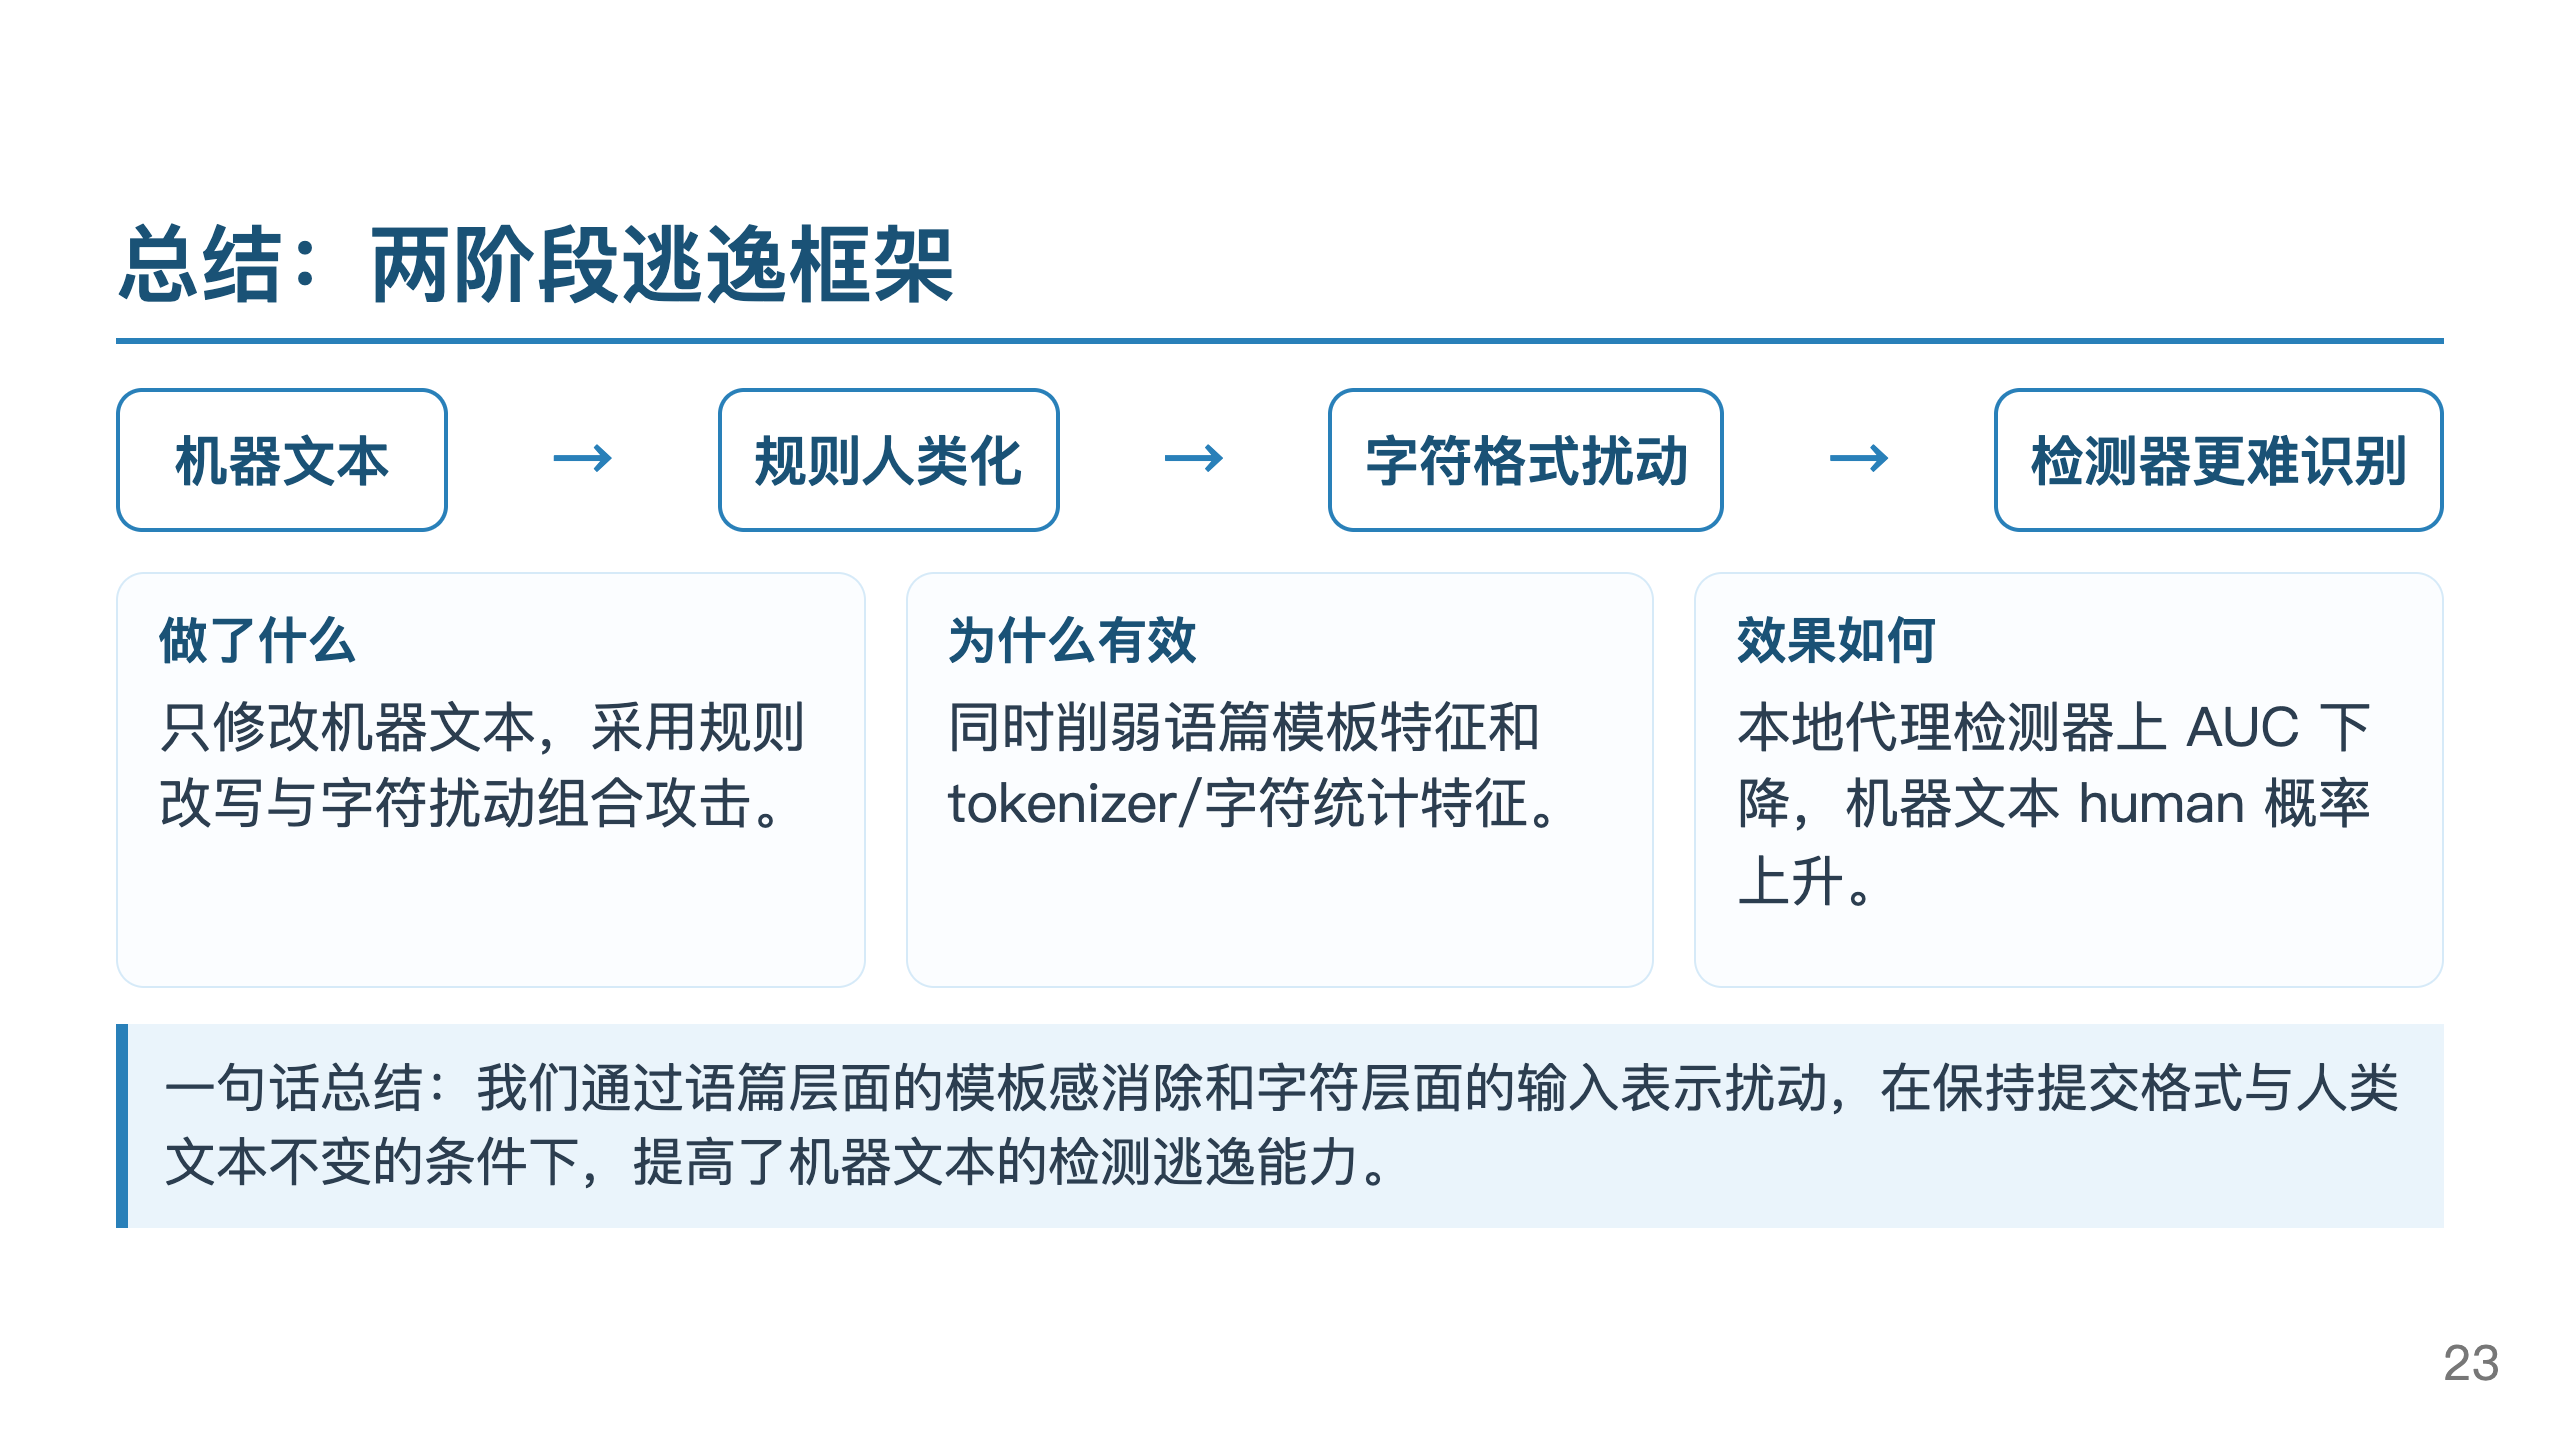 总结：两阶段逃逸框架
机器文本 → 规则人类化 → 字符格式扰动 → 检测器更难识别
做了什么
只修改机器文本，采用规则
改写与字符扰动组合攻击。
为什么有效
同时削弱语篇模板特征和
tokenizer/字符统计特征。
效果如何
本地代理检测器上 AUC 下
降，机器文本 human 概率
上升。
一句话总结：我们通过语篇层面的模板感消除和字符层面的输入表示扰动，在保持提交格式与人类
文本不变的条件下，提高了机器文本的检测逃逸能力。
23